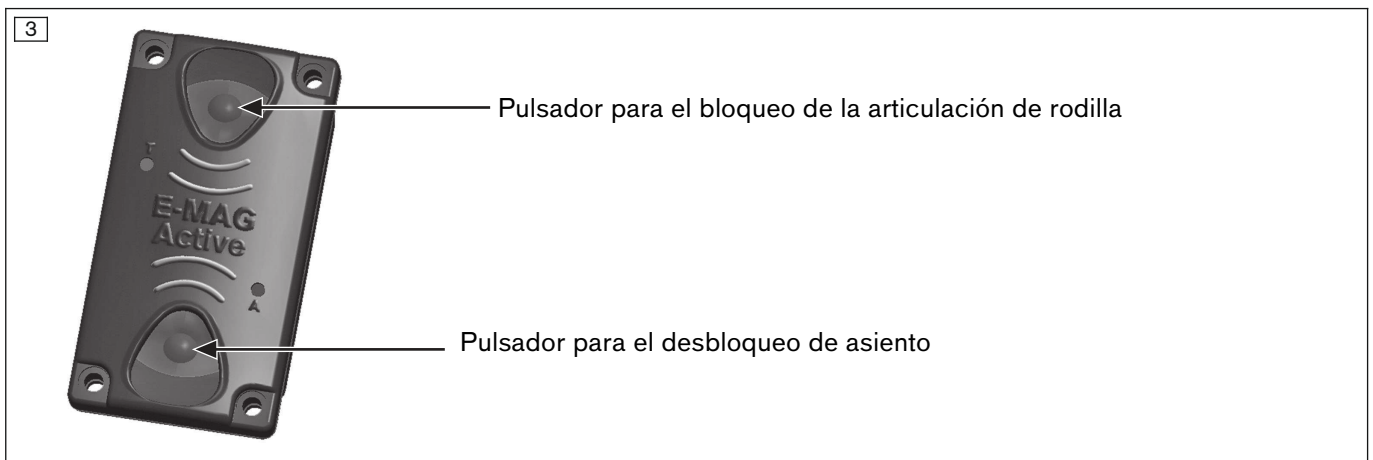 3
Pulsador para el bloqueo de la articulación de rodilla
T
E-MAG
Active
A
Pulsador para el desbloqueo de asiento